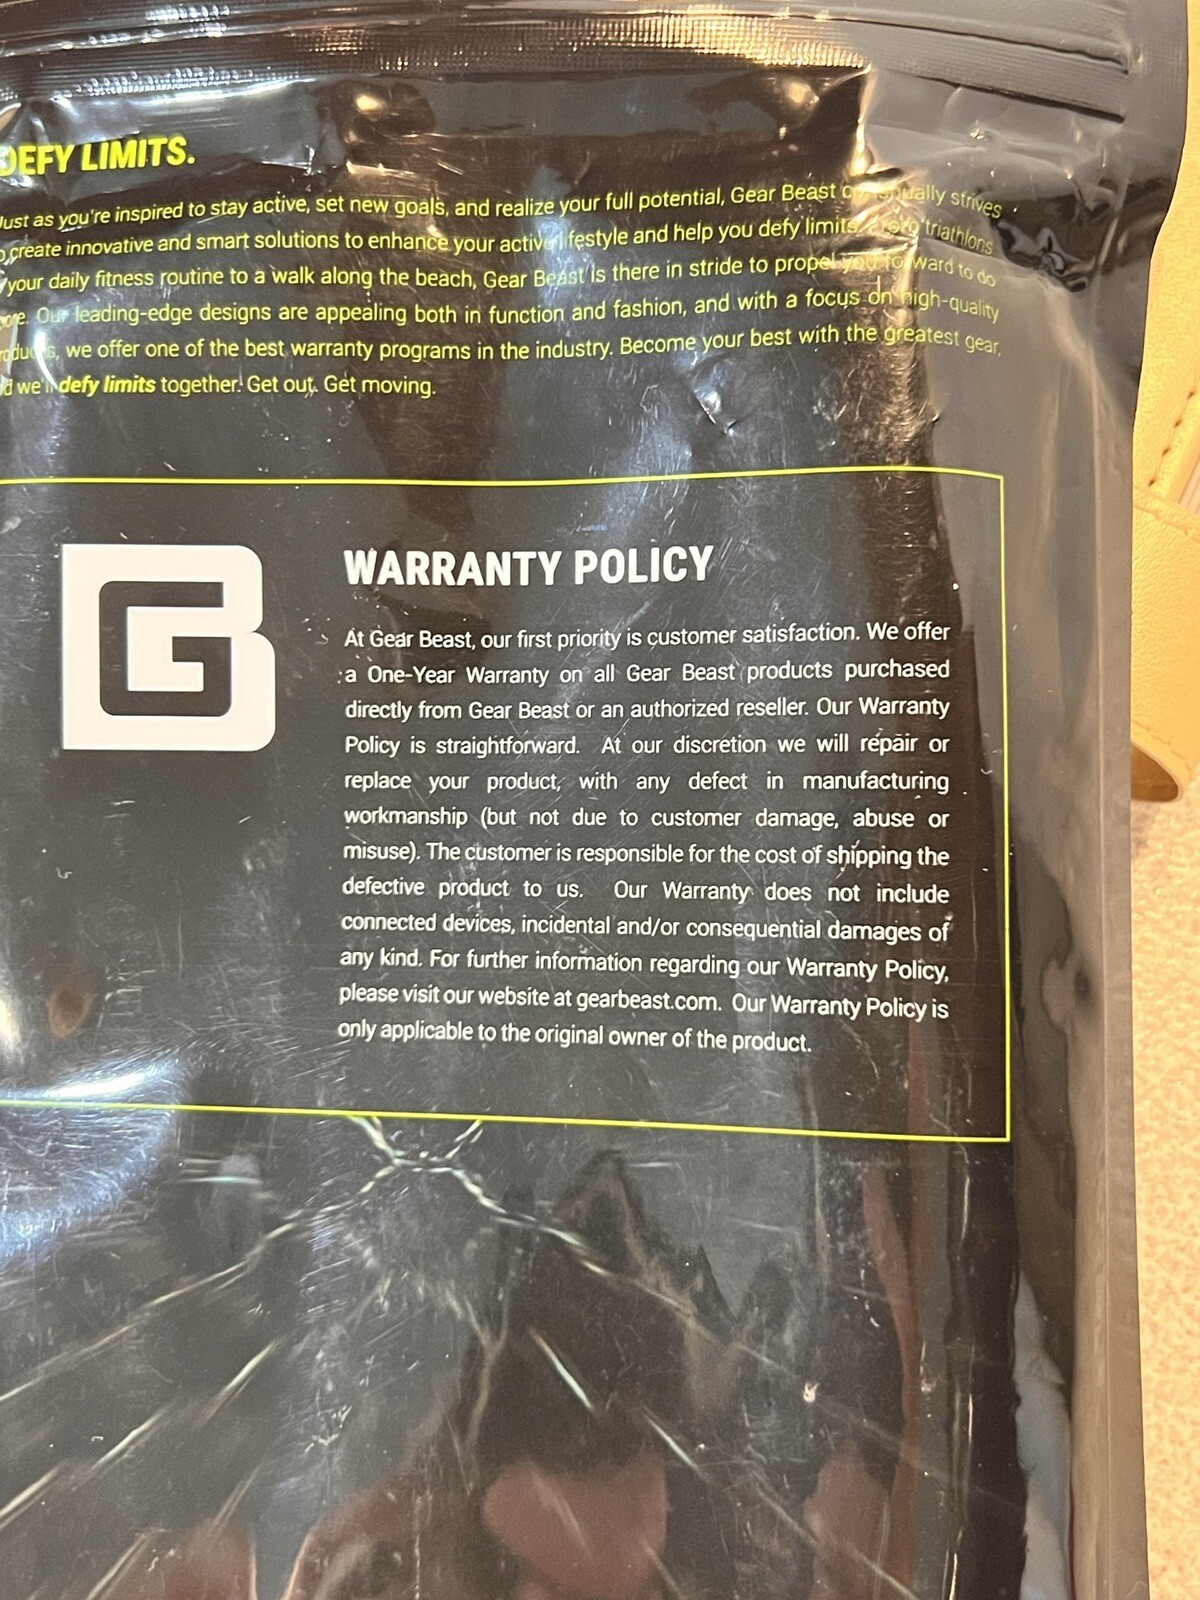 DEFY LIMITS.
Just as you're inspired to stay active, set new goals, and realize your full potential, Gear Beast strives
create innovative and smart solutions to enhance your active lifestyle and help you defy limits. triathlons
your daily fitness routine to a walk along the beach, Gear Beast is there in stride to propel you forward to do
Our leading-edge designs are appealing both in function and fashion, and with a focus on high-quality
we offer one of the best warranty programs in the industry. Become your best with the greatest gear,
we'll defy limits together. Get out. Get moving.
GB
WARRANTY POLICY
At Gear Beast, our first priority is customer satisfaction. We offer
a One-Year Warranty on all Gear Beast products purchased
directly from Gear Beast or an authorized reseller. Our Warranty
Policy is straightforward. At our discretion we will repair or
replace your product, with any defect in manufacturing
workmanship (but not due to customer damage, abuse or
misuse). The customer is responsible for the cost of shipping the
defective product to us. Our Warranty does not include
connected devices, incidental and/or consequential damages of
any kind. For further information regarding our Warranty Policy,
please visit our website at gearbeast.com. Our Warranty Policy is
only applicable to the original owner of the product.